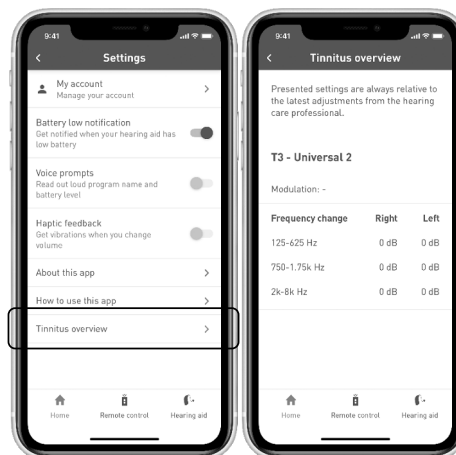 9:41
Settings
My account
Manage your account
Battery low notification
Get notified when your hearing aid has
low battery
Voice prompts
Read out loud program name and
battery level
Haptic feedback
Get vibrations when you change
volume
About this app
How to use this app
Tinnitus overview
Home Remote control Hearing aid
9:41
Tinnitus overview
Presented settings are always relative to
the latest adjustments from the hearing
care professional.
T3 - Universal 2
Modulation: -
Frequency change Right Left
125-625 Hz 0 dB 0 dB
750-1.75k Hz 0 dB 0 dB
2k-8k Hz 0 dB 0 dB
Home Remote control Hearing aid